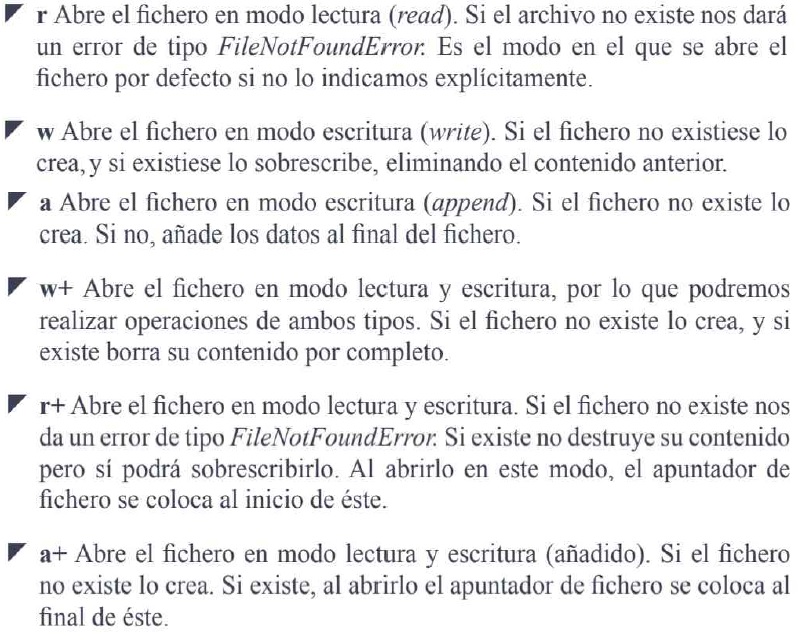 r Abre el fichero en modo lectura (read). Si el archivo no existe nos dará
un error de tipo FileNotFoundError. Es el modo en el que se abre el
fichero por defecto si no lo indicamos explícitamente.
w Abre el fichero en modo escritura (write). Si el fichero no existiese lo
crea, y si existiese lo sobrescribe, eliminando el contenido anterior.
a Abre el fichero en modo escritura (append). Si el fichero no existe lo
crea. Si no, añade los datos al final del fichero.
w+ Abre el fichero en modo lectura y escritura, por lo que podremos
realizar operaciones de ambos tipos. Si el fichero no existe lo crea, y si
existe borra su contenido por completo.
r+ Abre el fichero en modo lectura y escritura. Si el fichero no existe nos
da un error de tipo FileNotFoundError. Si existe no destruye su contenido
pero sí podrá sobrescribirlo. Al abrirlo en este modo, el apuntador de
fichero se coloca al inicio de éste.
a+ Abre el fichero en modo lectura y escritura (añadido). Si el fichero
no existe lo crea. Si existe, al abrirlo el apuntador de fichero se coloca al
final de éste.